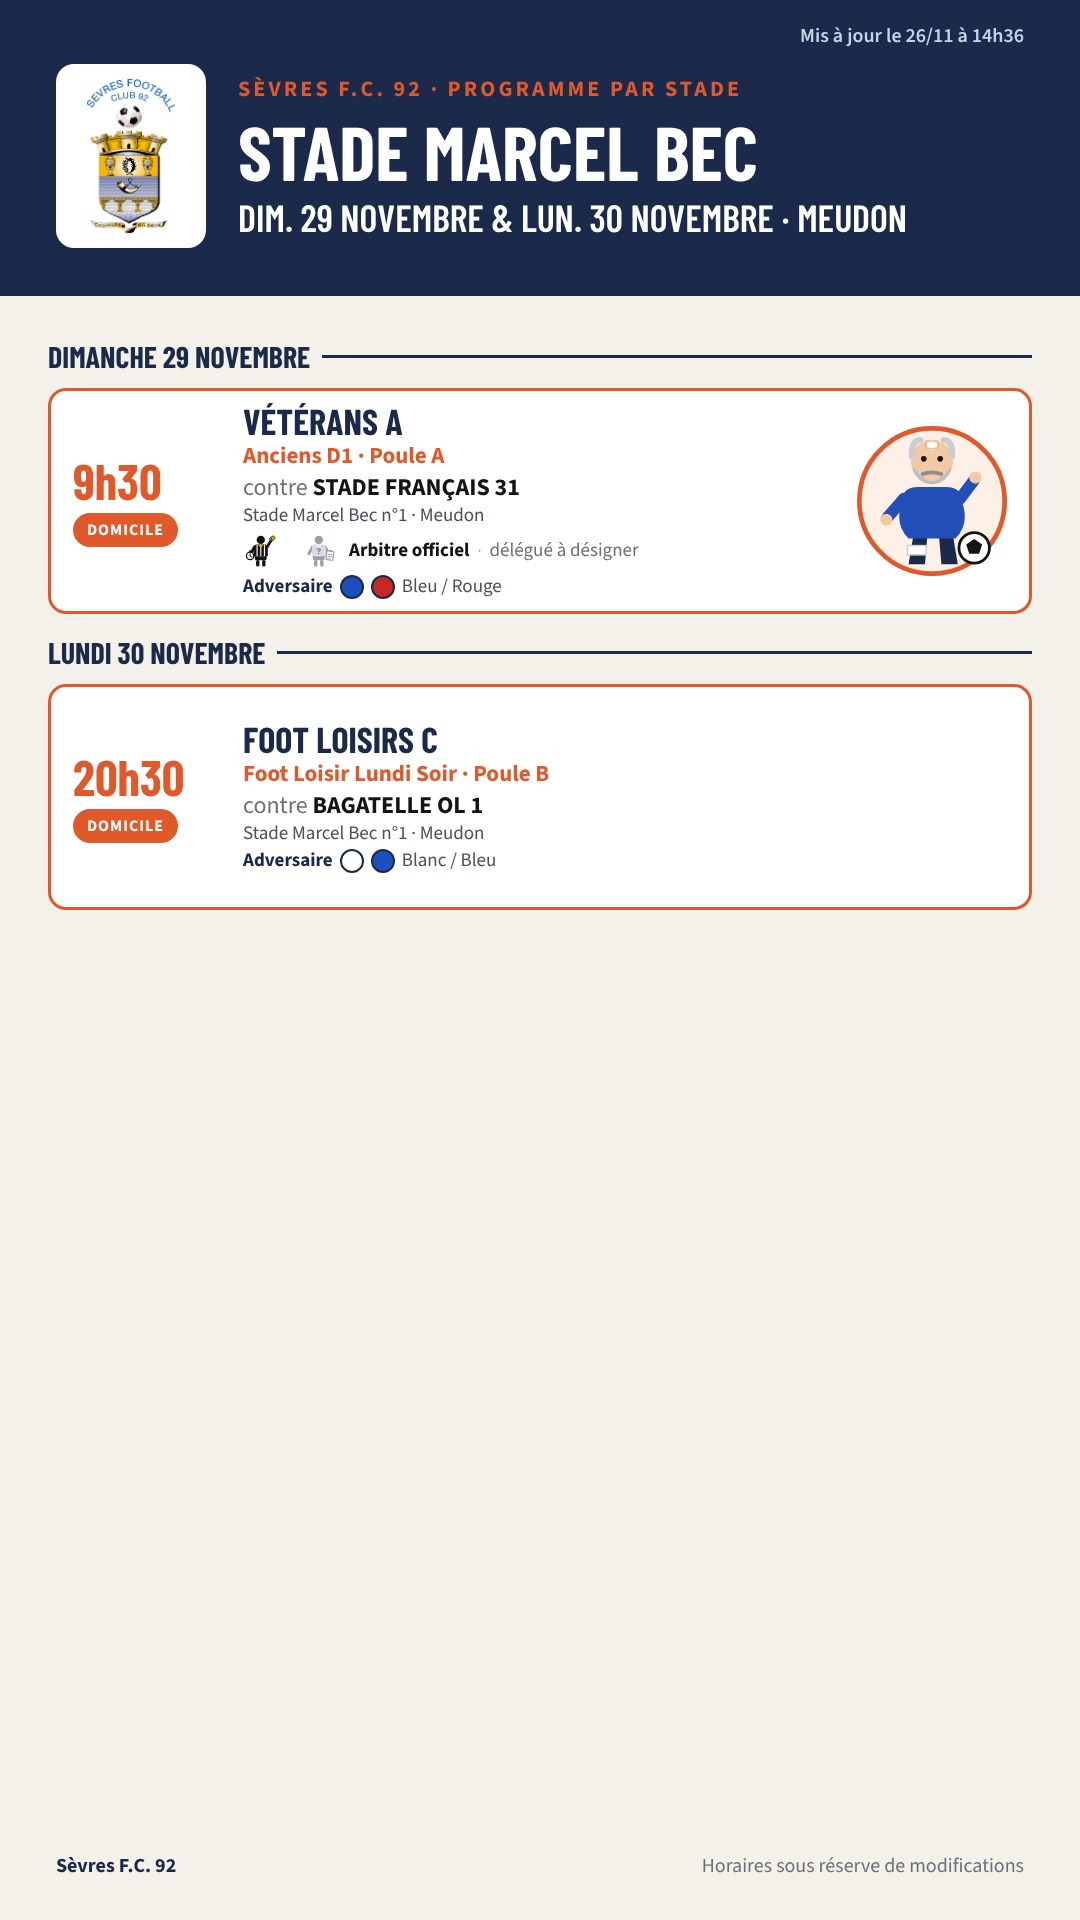 Mis à jour le 26/11 à 14h36
SEVRES FOOTBALL
CLUB 92
SÈVRES F.C. 92 · PROGRAMME PAR STADE
STADE MARCEL BEC
DIM. 29 NOVEMBRE & LUN. 30 NOVEMBRE · MEUDON
DIMANCHE 29 NOVEMBRE
9h30
DOMICILE
VÉTÉRANS A
Anciens D1 · Poule A
contre STADE FRANÇAIS 31
Stade Marcel Bec n°1 · Meudon
? Arbitre officiel · délégué à désigner
Adversaire Bleu / Rouge
LUNDI 30 NOVEMBRE
20h30
DOMICILE
FOOT LOISIRS C
Foot Loisir Lundi Soir · Poule B
contre BAGATELLE OL 1
Stade Marcel Bec n°1 · Meudon
Adversaire Blanc / Bleu
Sèvres F.C. 92
Horaires sous réserve de modifications